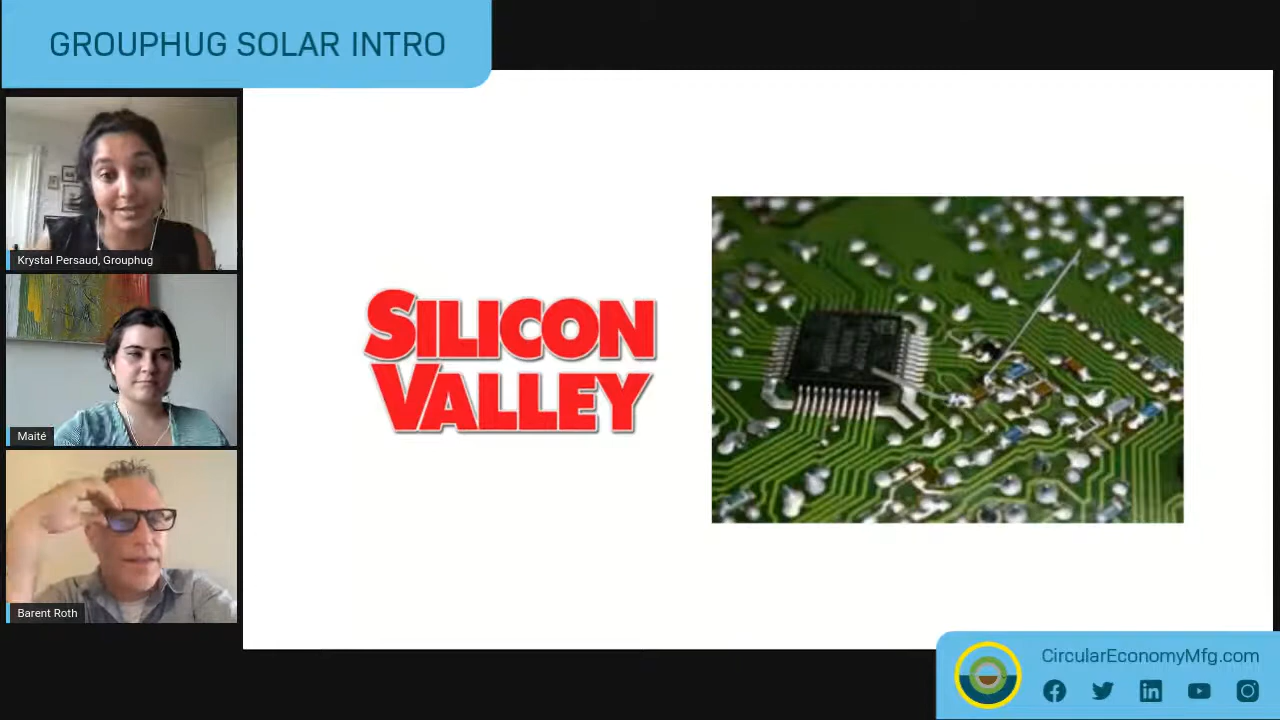 GROUPHUG SOLAR INTRO
Krystal Persaud, Grouphug
Maité
Barent Roth
SILICON
VALLEY
CircularEconomyMfg.com